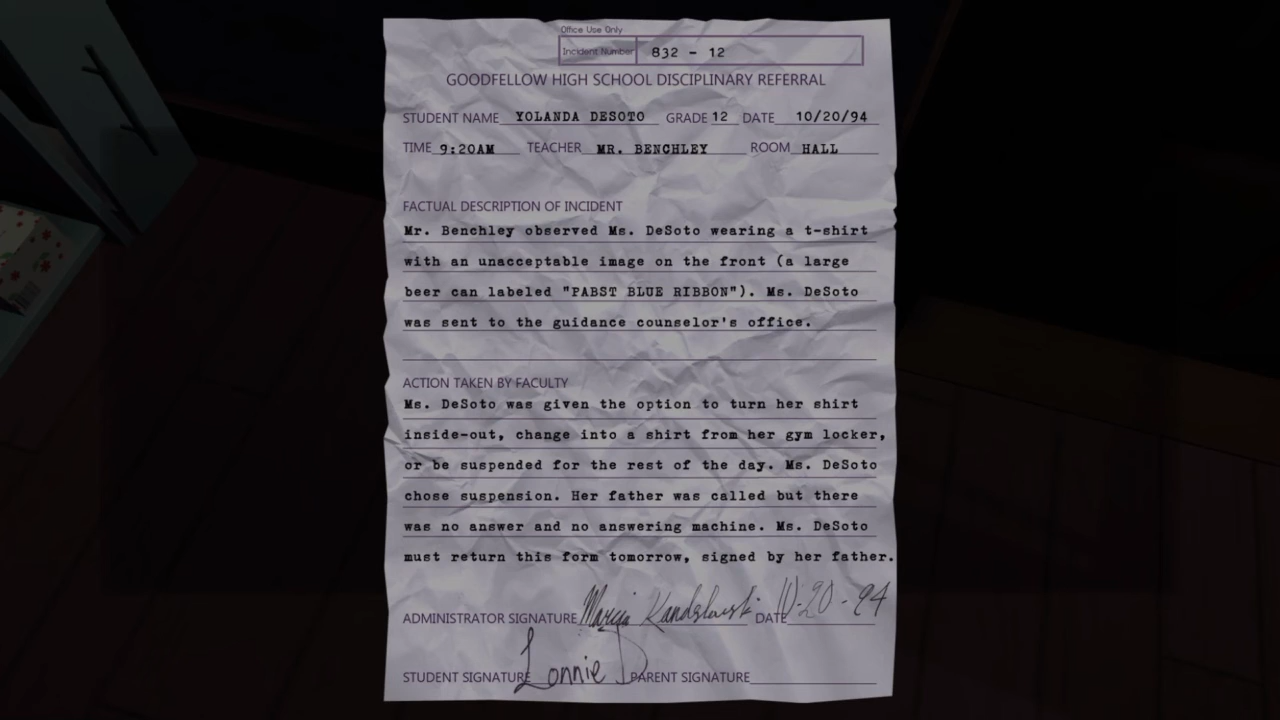 Office Use Only
Incident Number 832 - 12
GOODFELLOW HIGH SCHOOL DISCIPLINARY REFERRAL
STUDENT NAME YOLANDA DESOTO GRADE 12 DATE 10/20/94
TIME 9:20AM TEACHER MR. BENCHLEY ROOM HALL
FACTUAL DESCRIPTION OF INCIDENT
Mr. Benchley observed Ms. DeSoto wearing a t-shirt
with an unacceptable image on the front (a large
beer can labeled "PABST BLUE RIBBON"). Ms. DeSoto
was sent to the guidance counselor's office.
ACTION TAKEN BY FACULTY
Ms. DeSoto was given the option to turn her shirt
inside-out, change into a shirt from her gym locker,
or be suspended for the rest of the day. Ms. DeSoto
chose suspension. Her father was called but there
was no answer and no answering machine. Ms. DeSoto
must return this form tomorrow, signed by her father.
ADMINISTRATOR SIGNATURE Marcia DATE 10-20-94
STUDENT SIGNATURE Lonnie D PARENT SIGNATURE